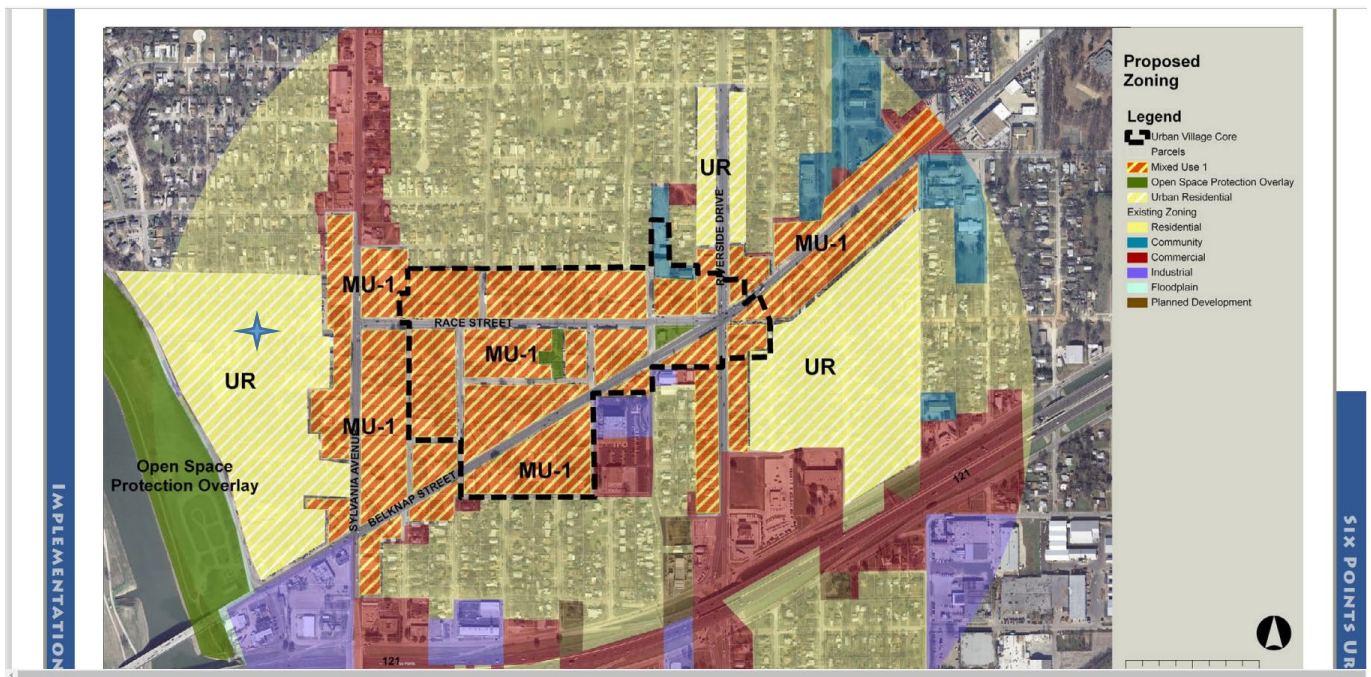 IMPLEMENTATION
Proposed
Zoning
Legend
Urban Village Core
Parcels
Mixed Use 1
Open Space Protection Overlay
Urban Residential
Existing Zoning
Residential
Community
Commercial
Industrial
Floodplain
Planned Development
UR
RIVERSIDE DRIVE
MU-1
MU-1
RACE STREET
MU-1
UR
UR
MU-1
SYLVANIA AVENUE
Open Space
Protection Overlay
BELKNAP STREET
MU-1
121
121
SIX POINTS UR